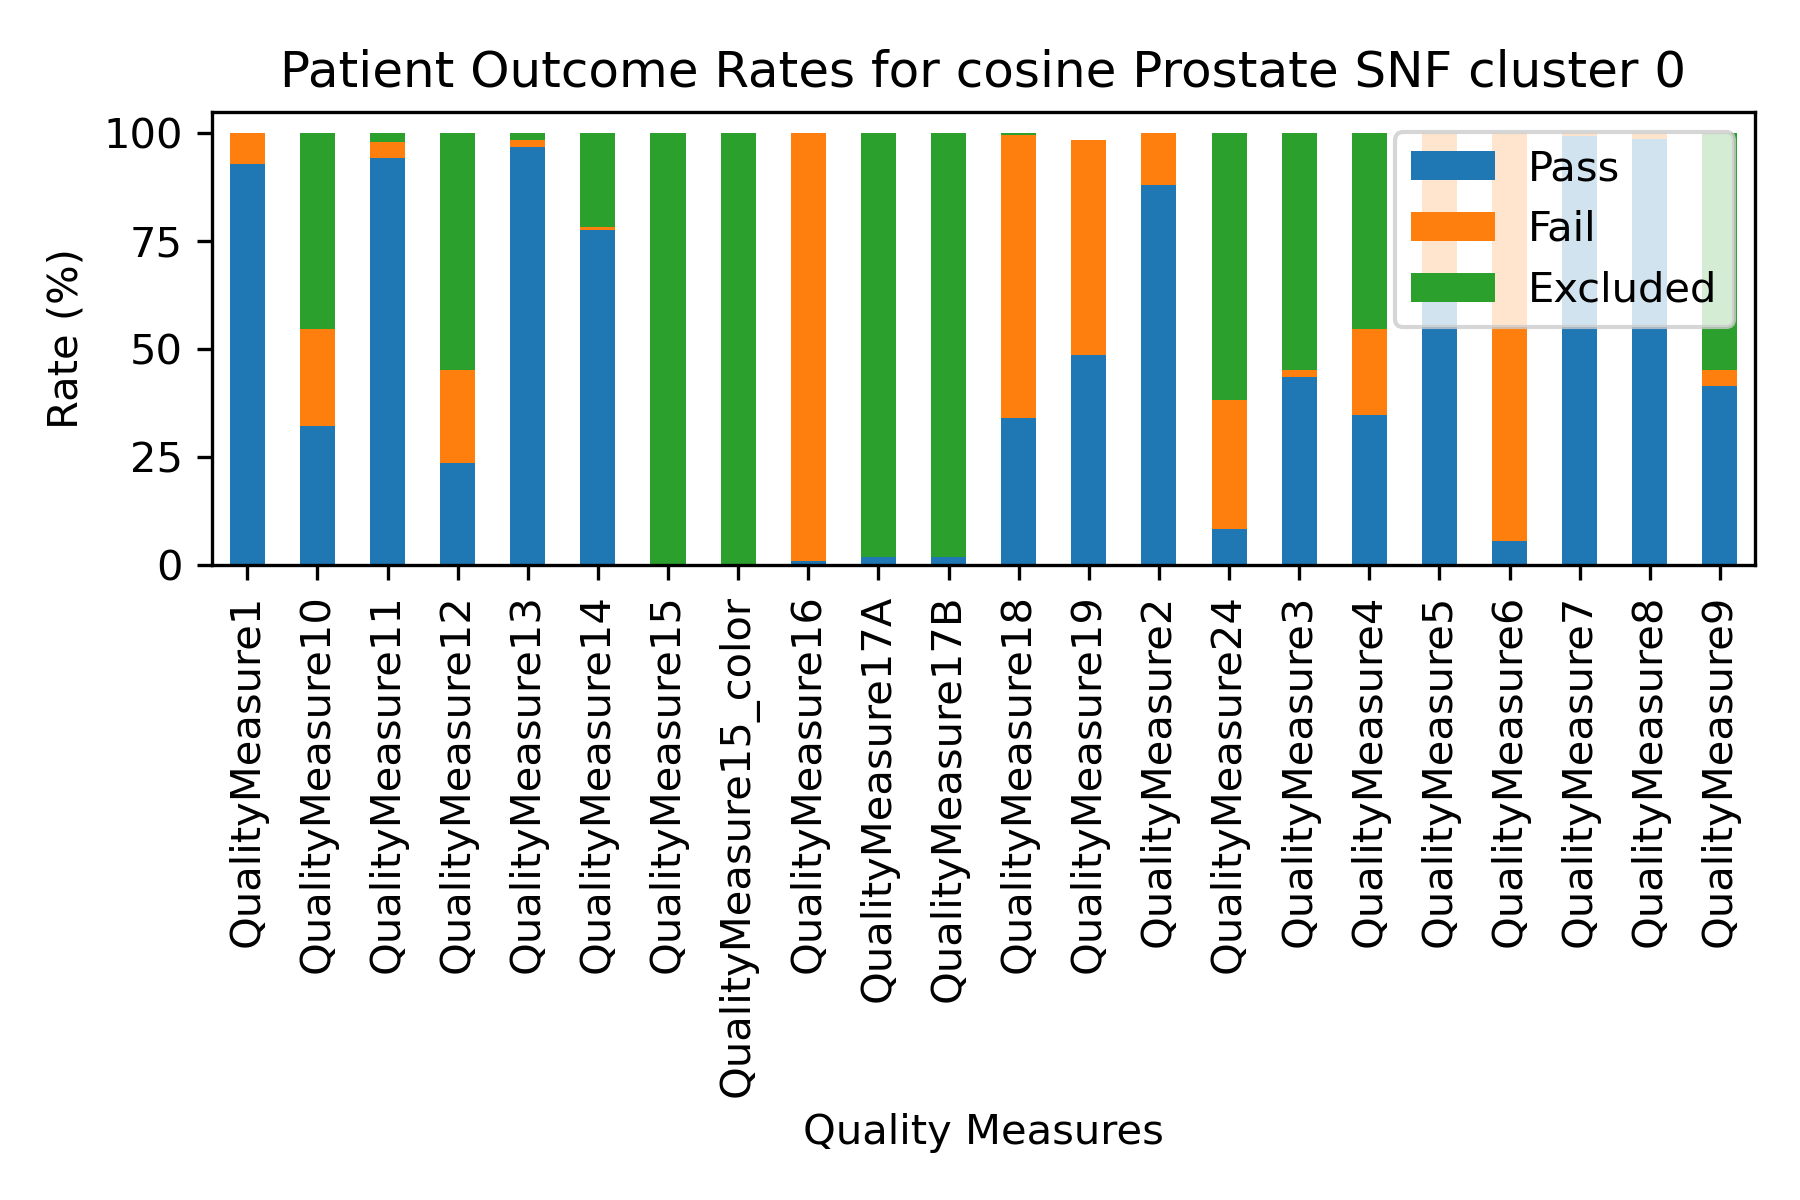 Patient Outcome Rates for cosine Prostate SNF cluster 0
Rate (%)
100
75
50
25
0
Pass
Fail
Excluded
QualityMeasure1
QualityMeasure10
QualityMeasure11
QualityMeasure12
QualityMeasure13
QualityMeasure14
QualityMeasure15
QualityMeasure15_color
QualityMeasure16
QualityMeasure17A
QualityMeasure17B
QualityMeasure18
QualityMeasure19
QualityMeasure2
QualityMeasure24
QualityMeasure3
QualityMeasure4
QualityMeasure5
QualityMeasure6
QualityMeasure7
QualityMeasure8
QualityMeasure9
Quality Measures